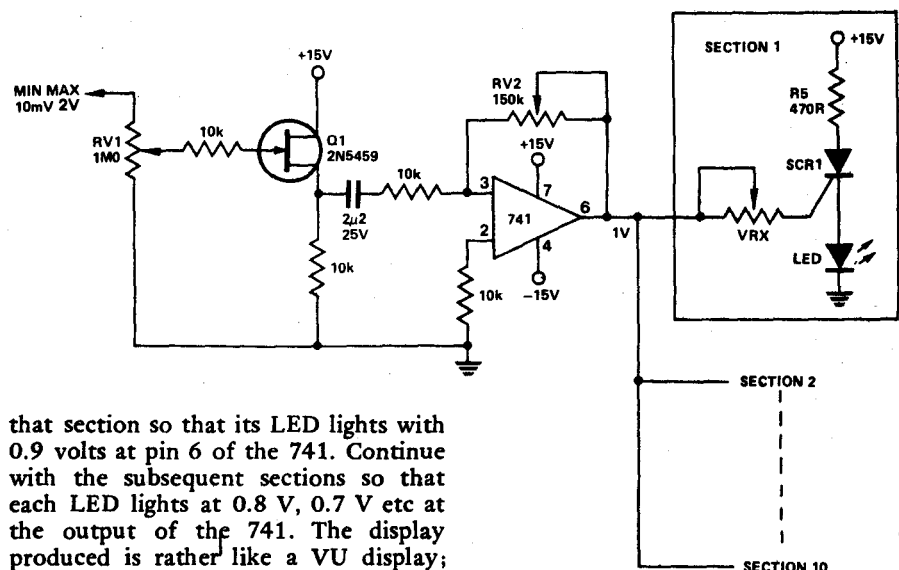 SECTION 1
+15V
R5
470R
SCR1
VRX
LED
+15V
MIN MAX
10mV 2V
RV1
1M0
10k
Q1
2N5459
2µ2
25V
10k
10k
RV2
150k
+15V
3
7
741
6
2
4
-15V
10k
1V
SECTION 2
SECTION 10
that section so that its LED lights with
0.9 volts at pin 6 of the 741. Continue
with the subsequent sections so that
each LED lights at 0.8 V, 0.7 V etc at
the output of the 741. The display
produced is rather like a VU display;